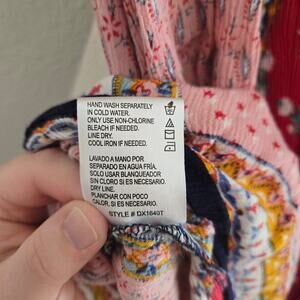 HAND WASH SEPARATELY
IN COLD WATER.
ONLY USE NON-CHLORINE
BLEACH IF NEEDED.
LINE DRY.
COOL IRON IF NEEDED.
LAVADO A MANO POR
SEPARADO EN AGUA FRÍA.
SOLO USAR BLANQUEADOR
SIN CLORO SI ES NECESARIO.
DRY LINE.
PLANCHAR CON POCO
CALOR, SI ES NECESARIO.
STYLE # DX1640T